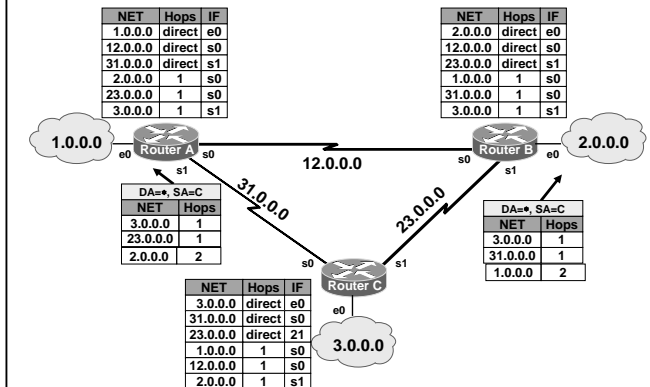 NET Hops IF
1.0.0.0 direct e0
12.0.0.0 direct s0
31.0.0.0 direct s1
2.0.0.0 1 s0
23.0.0.0 1 s0
3.0.0.0 1 s1
NET Hops IF
2.0.0.0 direct e0
12.0.0.0 direct s0
23.0.0.0 direct s1
1.0.0.0 1 s0
31.0.0.0 1 s0
3.0.0.0 1 s1
1.0.0.0
e0
Router A
s0
s1
12.0.0.0
s0
Router B
e0
s1
2.0.0.0
31.0.0.0
23.0.0.0
DA=*, SA=C
NET Hops
3.0.0.0 1
23.0.0.0 1
2.0.0.0 2
DA=*, SA=C
NET Hops
3.0.0.0 1
31.0.0.0 1
1.0.0.0 2
s0
s1
Router C
e0
3.0.0.0
NET Hops IF
3.0.0.0 direct e0
31.0.0.0 direct s0
23.0.0.0 direct 21
1.0.0.0 1 s0
12.0.0.0 1 s0
2.0.0.0 1 s1